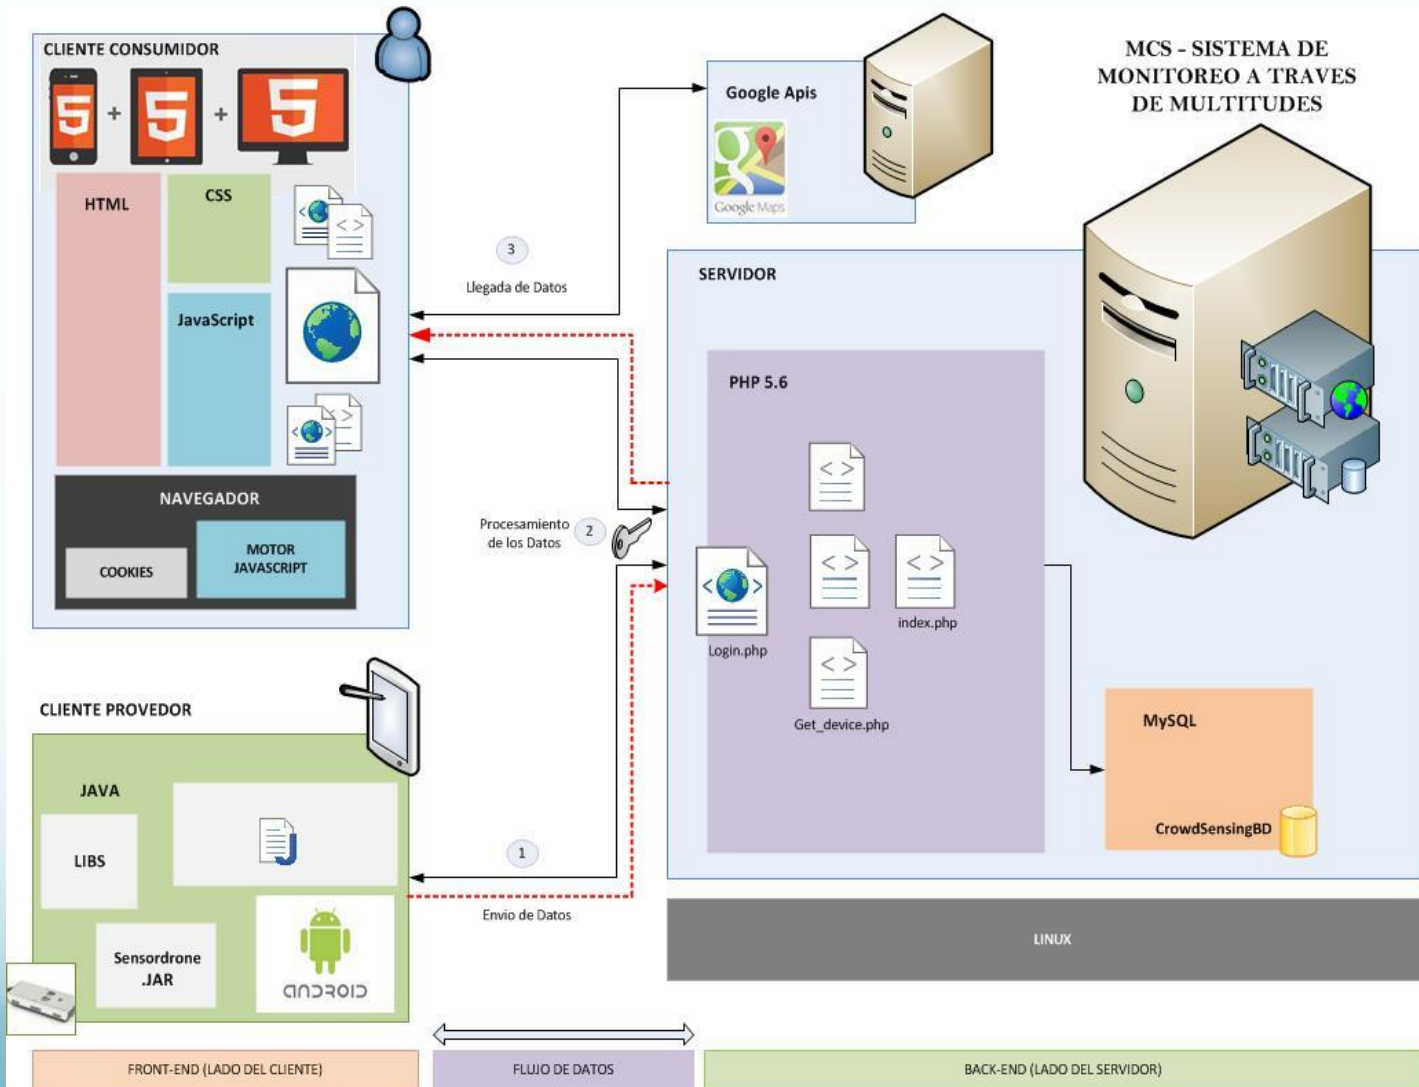 CLIENTE CONSUMIDOR
5
+
5
+
5
HTML
CSS
JavaScript
NAVEGADOR
COOKIES
MOTOR
JAVASCRIPT
CLIENTE PROVEDOR
JAVA
LIBS
J
Sensordrone
.JAR
ANDROID
3
Llegada de Datos
Procesamiento
de los Datos
2
1
Envio de Datos
Google Apis
g
Google Maps
MCS - SISTEMA DE
MONITOREO A TRAVES
DE MULTITUDES
SERVIDOR
PHP 5.6
< >
< >
< >
Login.php
< >
index.php
< >
Get_device.php
MySQL
CrowdSensingBD
LINUX
FRONT-END (LADO DEL CLIENTE)
FLUJO DE DATOS
BACK-END (LADO DEL SERVIDOR)